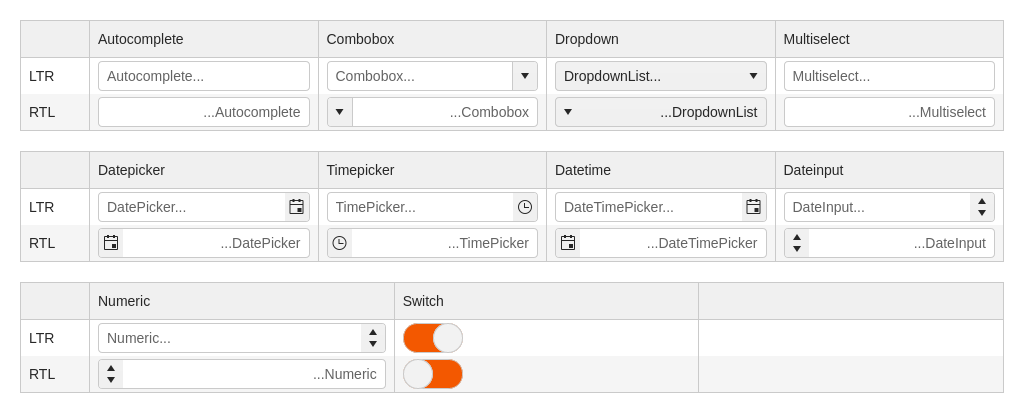 Autocomplete Combobox Dropdown Multiselect
LTR Autocomplete... Combobox... DropdownList... Multiselect...
RTL ...Autocomplete ...Combobox ...DropdownList ...Multiselect
Datepicker Timepicker Datetime Dateinput
LTR DatePicker... TimePicker... DateTimePicker... DateInput...
RTL ...DatePicker ...TimePicker ...DateTimePicker ...DateInput
Numeric Switch
LTR Numeric...
RTL ...Numeric